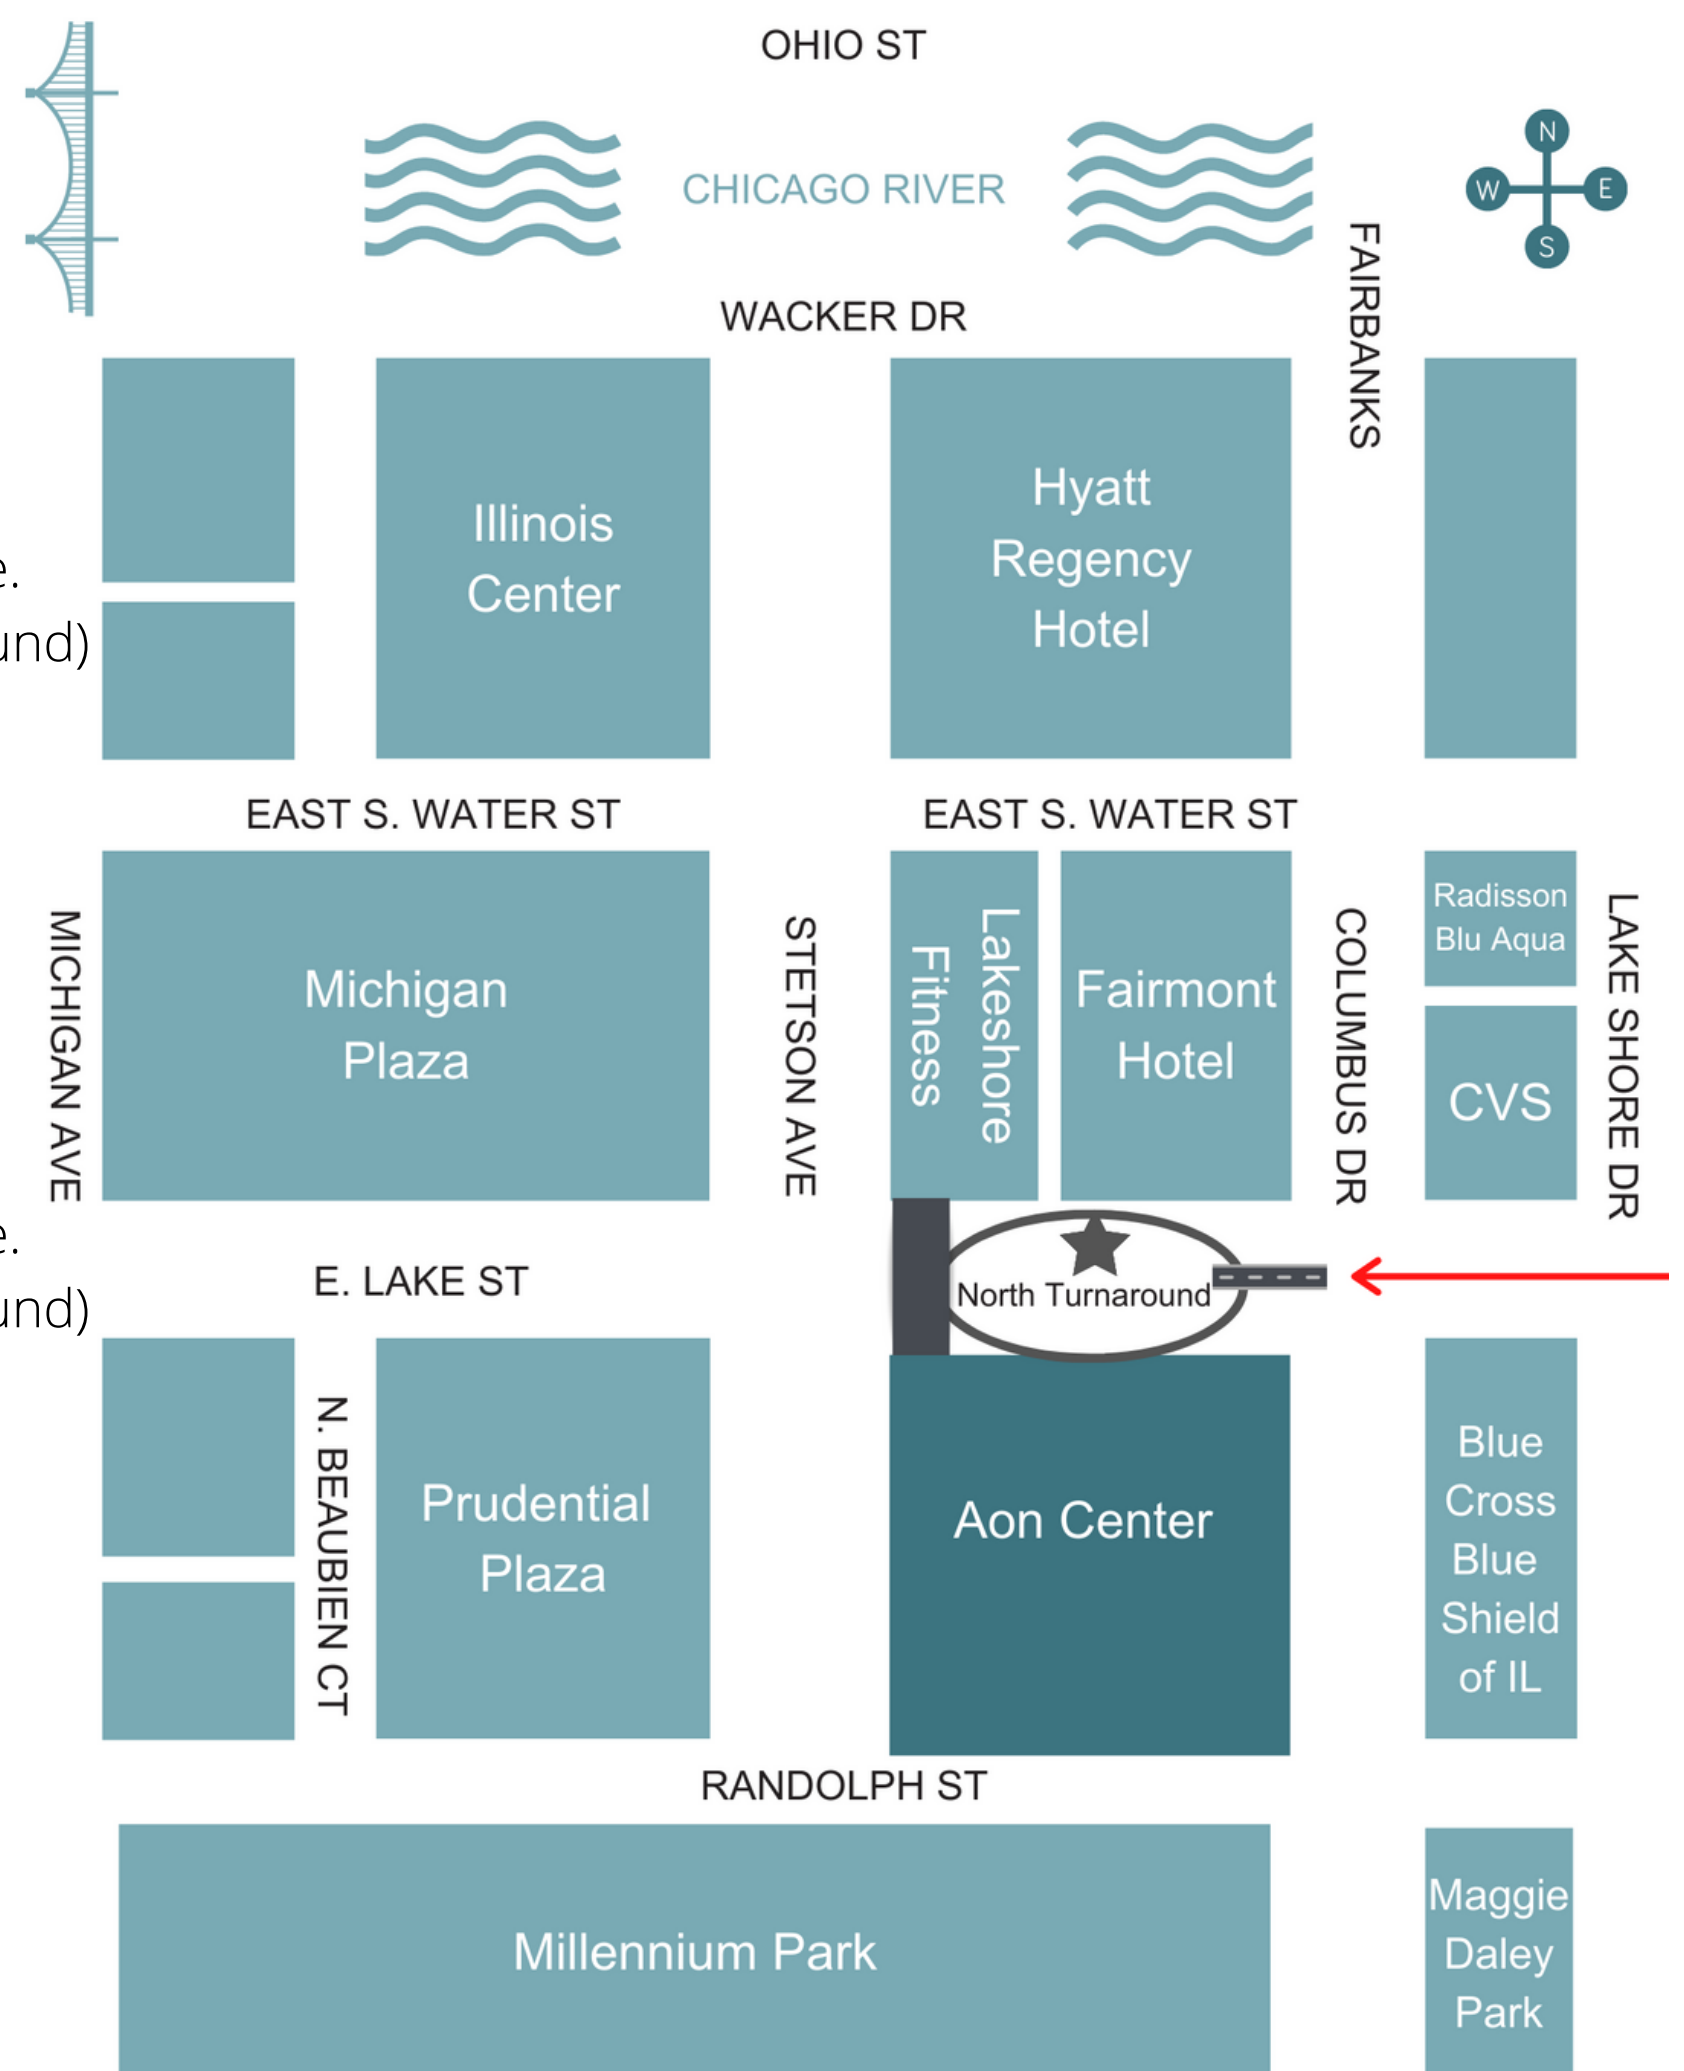 OHIO ST
CHICAGO RIVER
N
W
E
S
FAIRBANKS
WACKER DR
Illinois
Center
Hyatt
Regency
Hotel
e.
und)
EAST S. WATER ST
EAST S. WATER ST
MICHIGAN AVE
Michigan
Plaza
STETSON AVE
Lakeshore
Fitness
Fairmont
Hotel
COLUMBUS DR
Radisson
Blu Aqua
CVS
LAKE SHORE DR
e.
und)
E. LAKE ST
North Turnaround
N. BEAUBIEN CT
Prudential
Plaza
Aon Center
Blue
Cross
Blue
Shield
of IL
RANDOLPH ST
Millennium Park
Maggie
Daley
Park